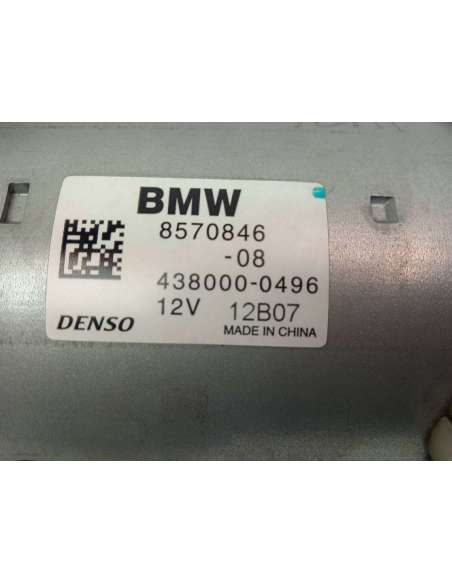 BMW
8570846
-08
438000-0496
12V 12B07
DENSO MADE IN CHINA